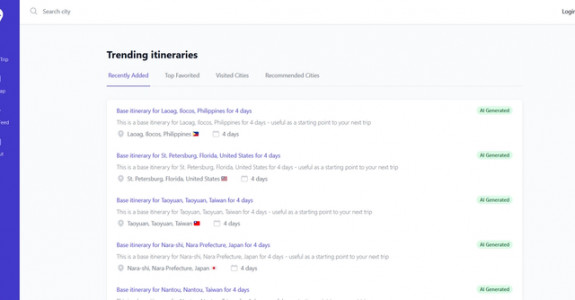 Search city
Login
Trip
Feed
Trending itineraries
Recently Added
Top Favorited
Visited Cities
Recommended Cities
Base itinerary for Laoag, Ilocos, Philippines for 4 days
AI Generated
This is a base itinerary for Laoag, Ilocos, Philippines for 4 days - useful as a starting point to your next trip
Laoag, Ilocos, Philippines
4 days
Base itinerary for St. Petersburg, Florida, United States for 4 days
AI Generated
This is a base itinerary for St. Petersburg, Florida, United States for 4 days - useful as a starting point to your next trip
St. Petersburg, Florida, United States
4 days
Base itinerary for Taoyuan, Taoyuan, Taiwan for 4 days
AI Generated
This is a base itinerary for Taoyuan, Taoyuan, Taiwan for 4 days - useful as a starting point to your next trip
Taoyuan, Taoyuan, Taiwan
4 days
Base itinerary for Nara-shi, Nara Prefecture, Japan for 4 days
AI Generated
This is a base itinerary for Nara-shi, Nara Prefecture, Japan for 4 days - useful as a starting point to your next trip
Nara-shi, Nara Prefecture, Japan
4 days
Base itinerary for Nantou, Nantou, Taiwan for 4 days
AI Generated